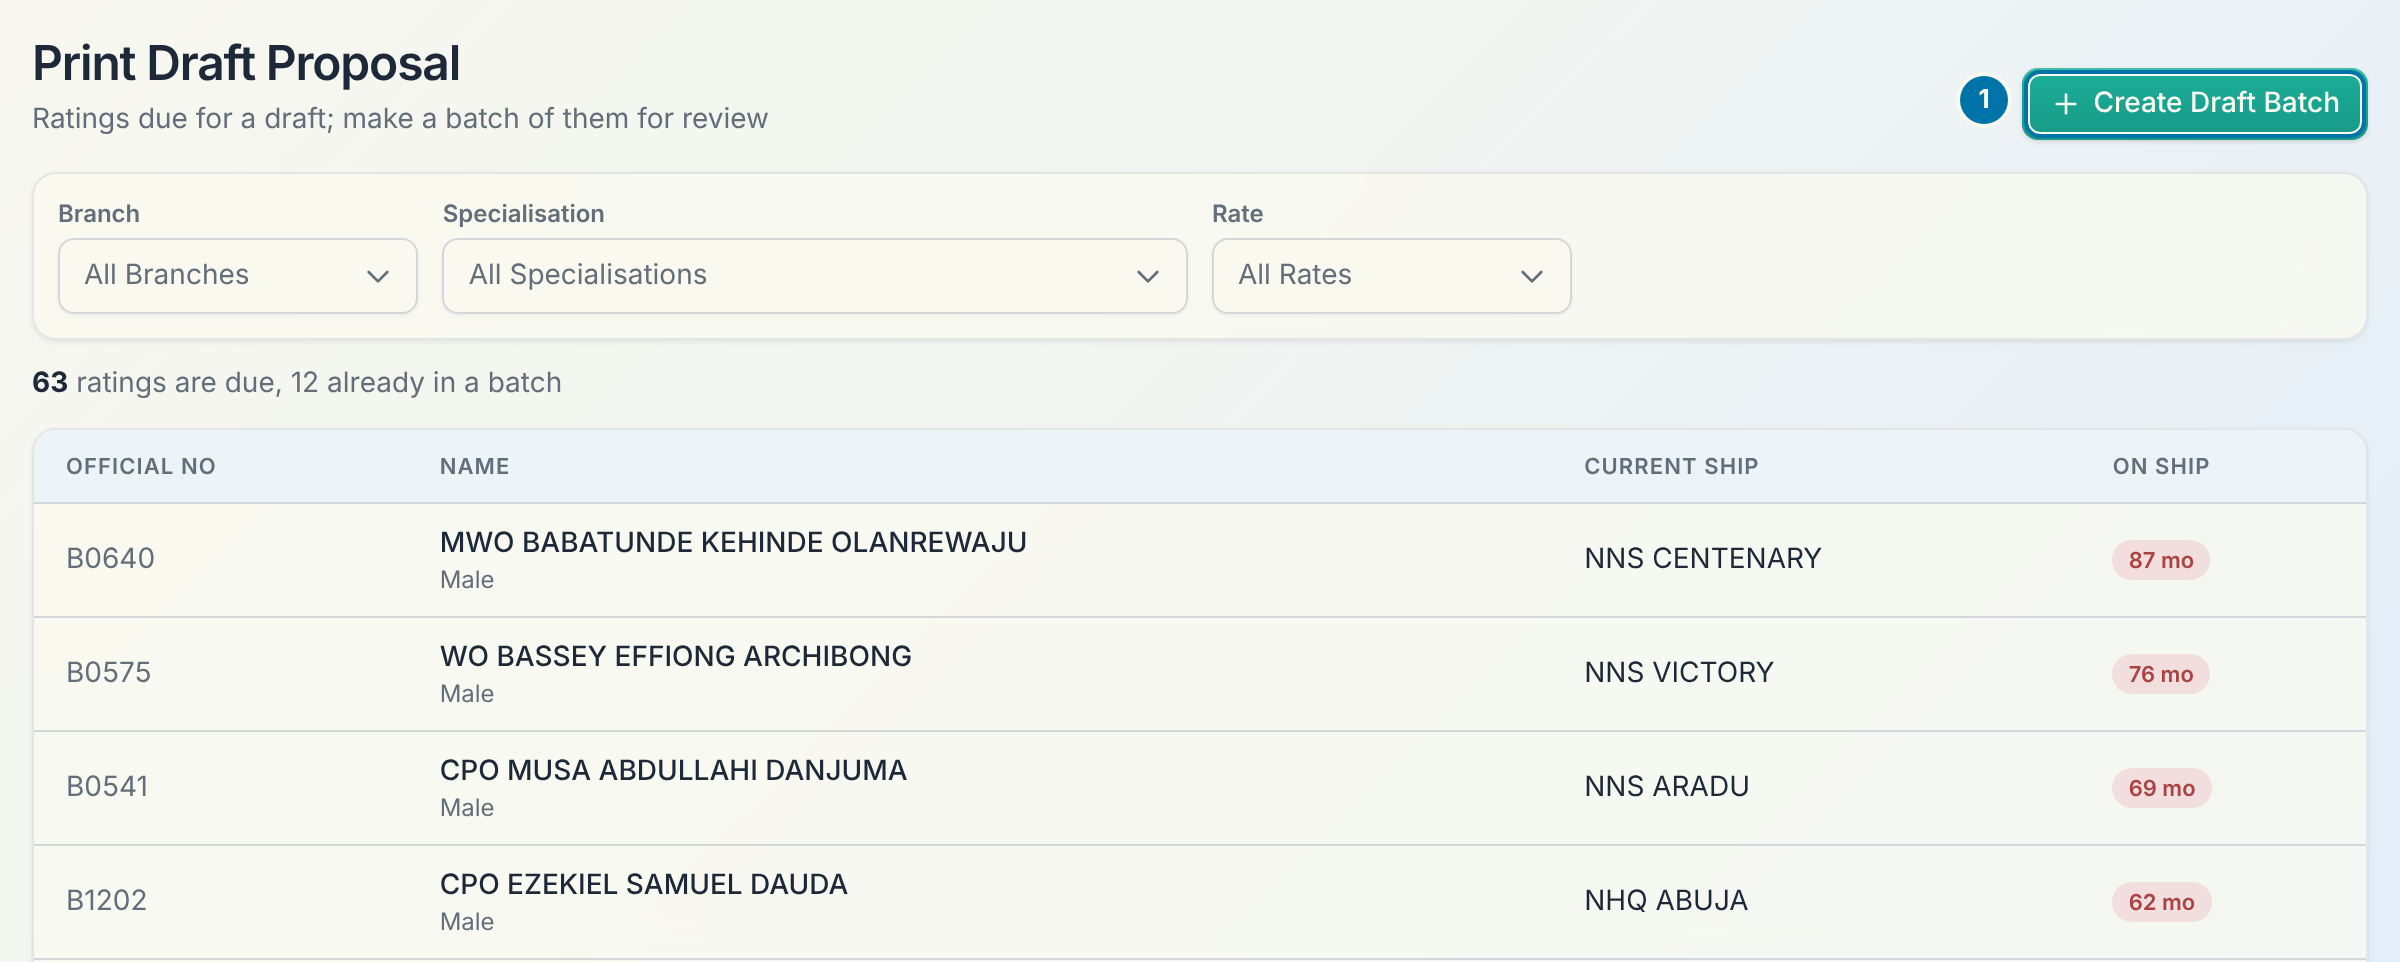 Print Draft Proposal
Ratings due for a draft; make a batch of them for review
1
+ Create Draft Batch
Branch
Specialisation
Rate
All Branches
All Specialisations
All Rates
63 ratings are due, 12 already in a batch
OFFICIAL NO
NAME
CURRENT SHIP
ON SHIP
B0640
MWO BABATUNDE KEHINDE OLANREWAJU
Male
NNS CENTENARY
87 mo
B0575
WO BASSEY EFFIONG ARCHIBONG
Male
NNS VICTORY
76 mo
B0541
CPO MUSA ABDULLAHI DANJUMA
Male
NNS ARADU
69 mo
B1202
CPO EZEKIEL SAMUEL DAUDA
Male
NHQ ABUJA
62 mo